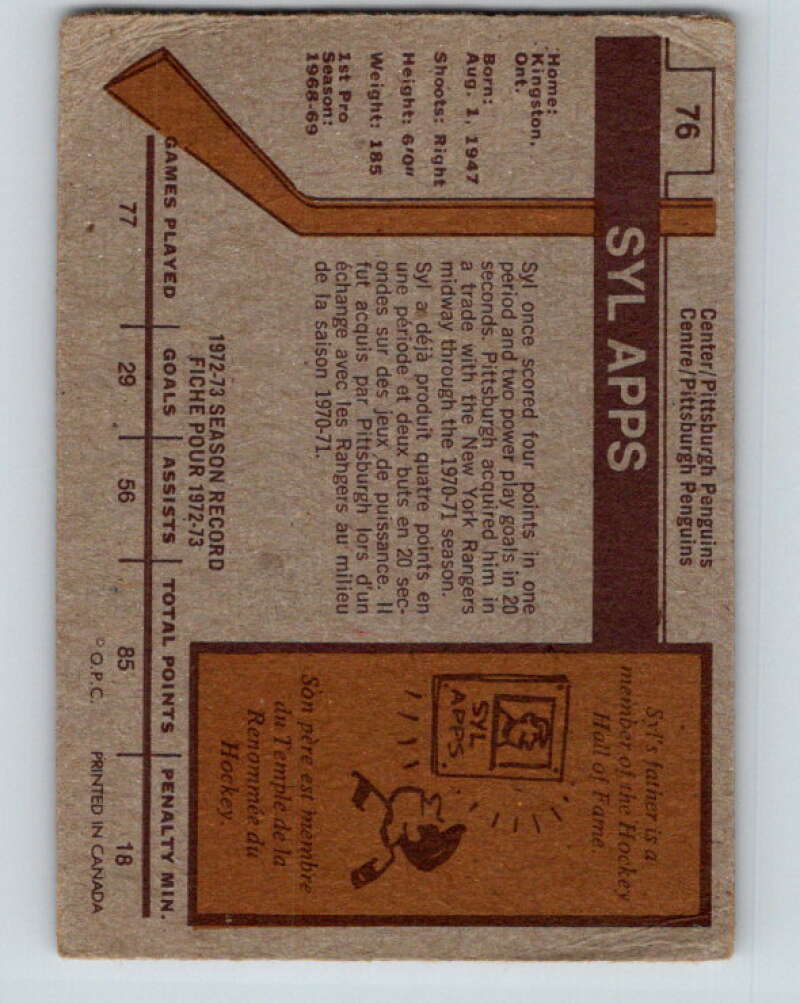 76
Center/Pittsburgh Penguins
Centre/Pittsburgh Penguins
SYL APPS
Home:
Kingston,
Ont.
Born:
Aug. 1, 1947
Shoots: Right
Height: 6'0"
Weight: 185
1st Pro
Season:
1968-69
Syl once scored four points in one
period and two power play goals in 20
seconds. Pittsburgh acquired him in
a trade with the New York Rangers
midway through the 1970-71 season.
Syl a déjà produit quatre points en
une période et deux buts en 20 sec-
ondes sur des jeux de puissance. Il
fut acquis par Pittsburgh lors d'un
échange avec les Rangers au milieu
de la saison 1970-71.
Syl's father is a
member of the Hockey
Hall of Fame.
SYL
APPS
Son père est membre
du Temple de la
Renommée du
Hockey
1972-73 SEASON RECORD
FICHE POUR 1972-73
GAMES PLAYED GOALS ASSISTS TOTAL POINTS PENALTY MIN.
77 29 56 85 18
© O.P.C. PRINTED IN CANADA